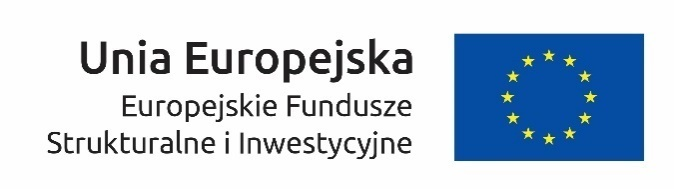 Unia Europejska
Europejskie Fundusze
Strukturalne i Inwestycyjne